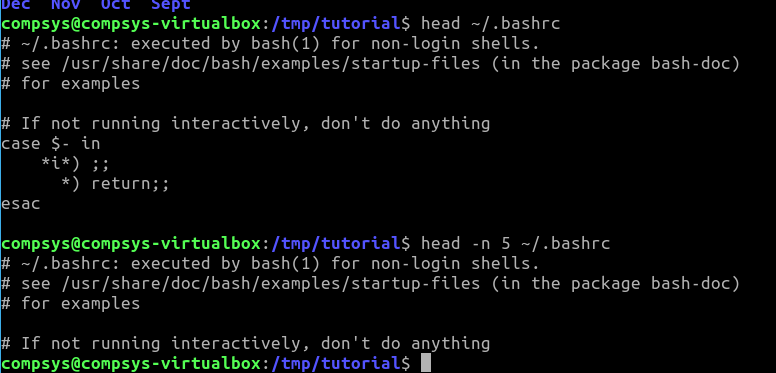 Dec  Nov  Oct  Sept
compsys@compsys-virtualbox:/tmp/tutorial$ head ~/.bashrc
# ~/.bashrc: executed by bash(1) for non-login shells.
# see /usr/share/doc/bash/examples/startup-files (in the package bash-doc)
# for examples

# If not running interactively, don't do anything
case $- in
    *i*) ;;
      *) return;;
esac

compsys@compsys-virtualbox:/tmp/tutorial$ head -n 5 ~/.bashrc
# ~/.bashrc: executed by bash(1) for non-login shells.
# see /usr/share/doc/bash/examples/startup-files (in the package bash-doc)
# for examples

# If not running interactively, don't do anything
compsys@compsys-virtualbox:/tmp/tutorial$